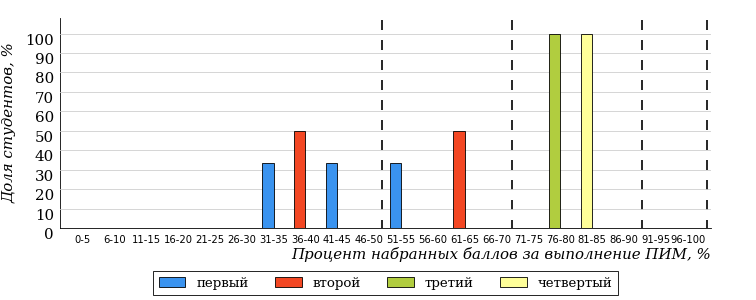 Доля студентов, %
100
90
80
70
60
50
40
30
20
10
0
0-5 6-10 11-15 16-20 21-25 26-30 31-35 36-40 41-45 46-50 51-55 56-60 61-65 66-70 71-75 76-80 81-85 86-90 91-95 96-100
Процент набранных баллов за выполнение ПИМ, %
первый второй третий четвертый